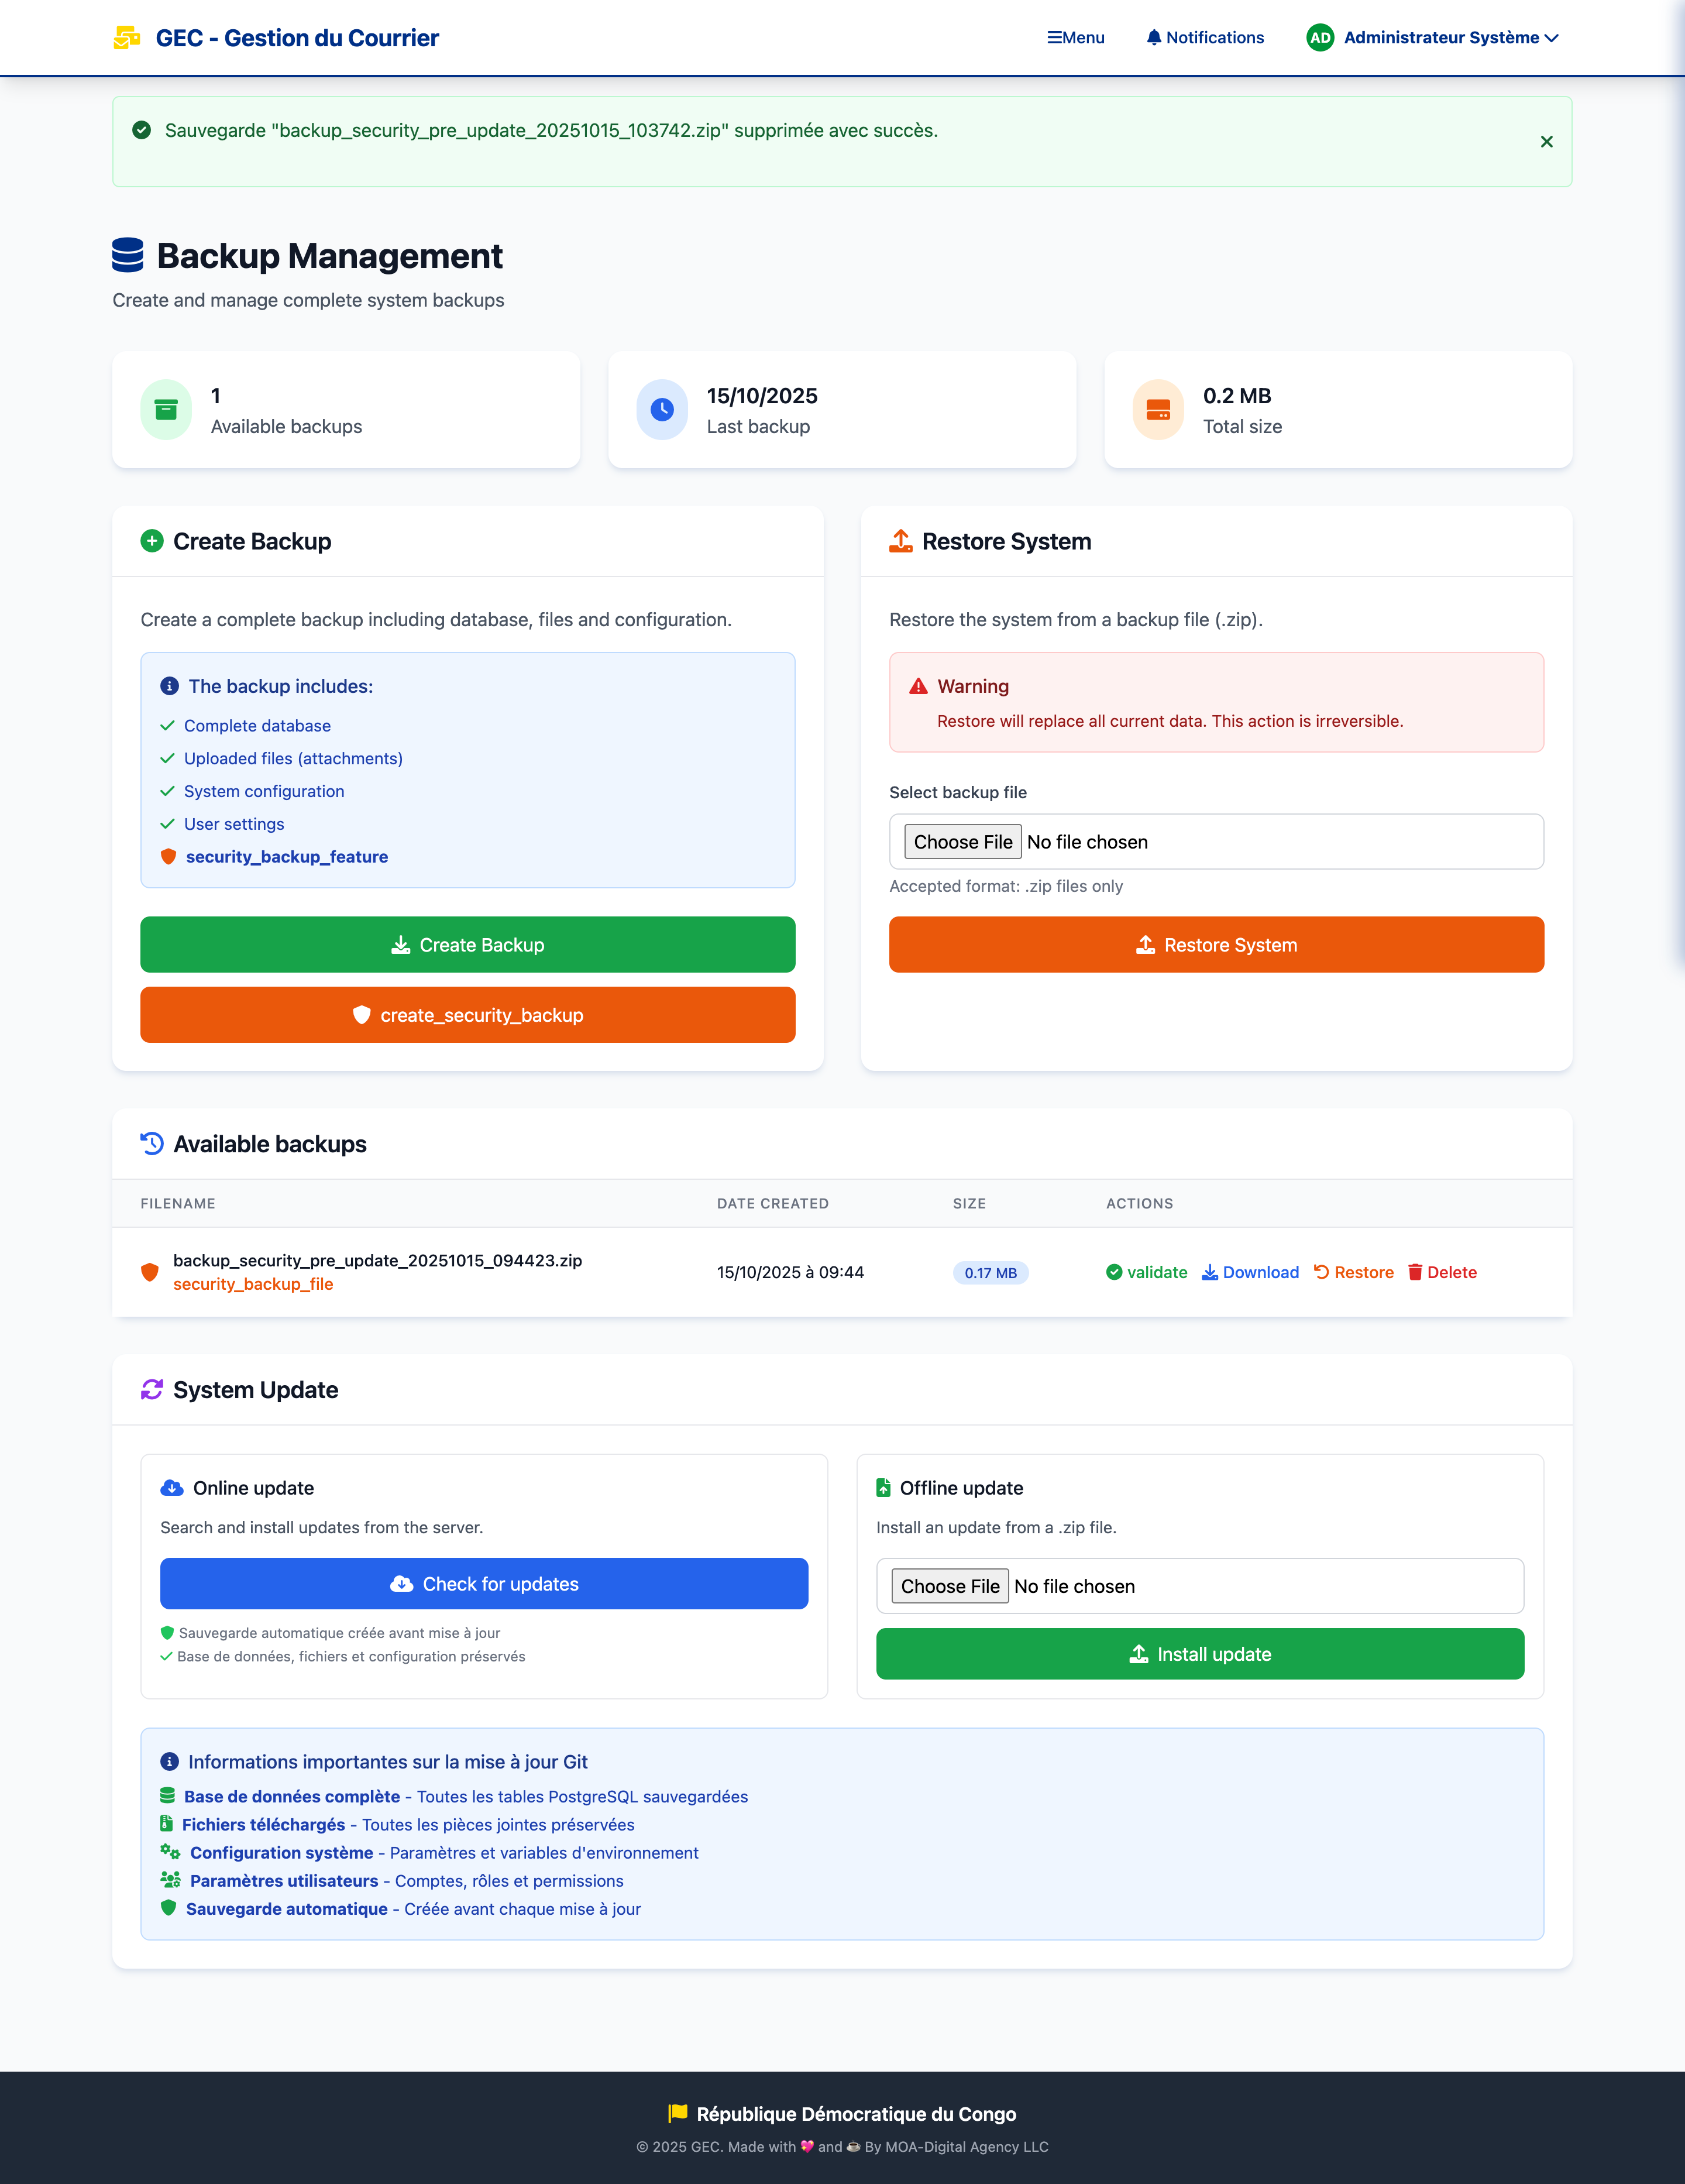 GEC - Gestion du Courrier
Menu
Notifications
AD
Administrateur Système
Sauvegarde "backup_security_pre_update_20251015_103742.zip" supprimée avec succès.
Backup Management
Create and manage complete system backups
1
Available backups
15/10/2025
Last backup
0.2 MB
Total size
Create Backup
Create a complete backup including database, files and configuration.
The backup includes:
Complete database
Uploaded files (attachments)
System configuration
User settings
security_backup_feature
Create Backup
create_security_backup
Restore System
Restore the system from a backup file (.zip).
Warning
Restore will replace all current data. This action is irreversible.
Select backup file
Choose File No file chosen
Accepted format: .zip files only
Restore System
Available backups
FILENAME DATE CREATED SIZE ACTIONS
backup_security_pre_update_20251015_094423.zip
security_backup_file
15/10/2025 à 09:44
0.17 MB
validate Download Restore Delete
System Update
Online update
Search and install updates from the server.
Check for updates
Sauvegarde automatique créée avant mise à jour
Base de données, fichiers et configuration préservés
Offline update
Install an update from a .zip file.
Choose File No file chosen
Install update
Informations importantes sur la mise à jour Git
Base de données complète - Toutes les tables PostgreSQL sauvegardées
Fichiers téléchargés - Toutes les pièces jointes préservées
Configuration système - Paramètres et variables d'environnement
Paramètres utilisateurs - Comptes, rôles et permissions
Sauvegarde automatique - Créée avant chaque mise à jour
République Démocratique du Congo
© 2025 GEC. Made with 💖 and ☕ By MOA-Digital Agency LLC